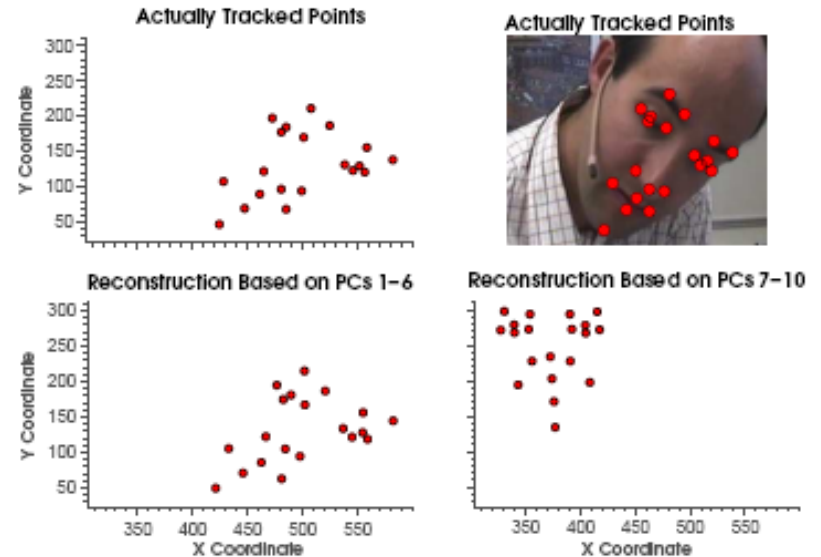 Actually Tracked Points
300
250
200
150
100
50
Y Coordinate
Actually Tracked Points
Reconstruction Based on PCs 1-6
300
250
200
150
100
50
Y Coordinate
350 400 450 500 550
X Coordinate
Reconstruction Based on PCs 7-10
350 400 450 500 550
X Coordinate